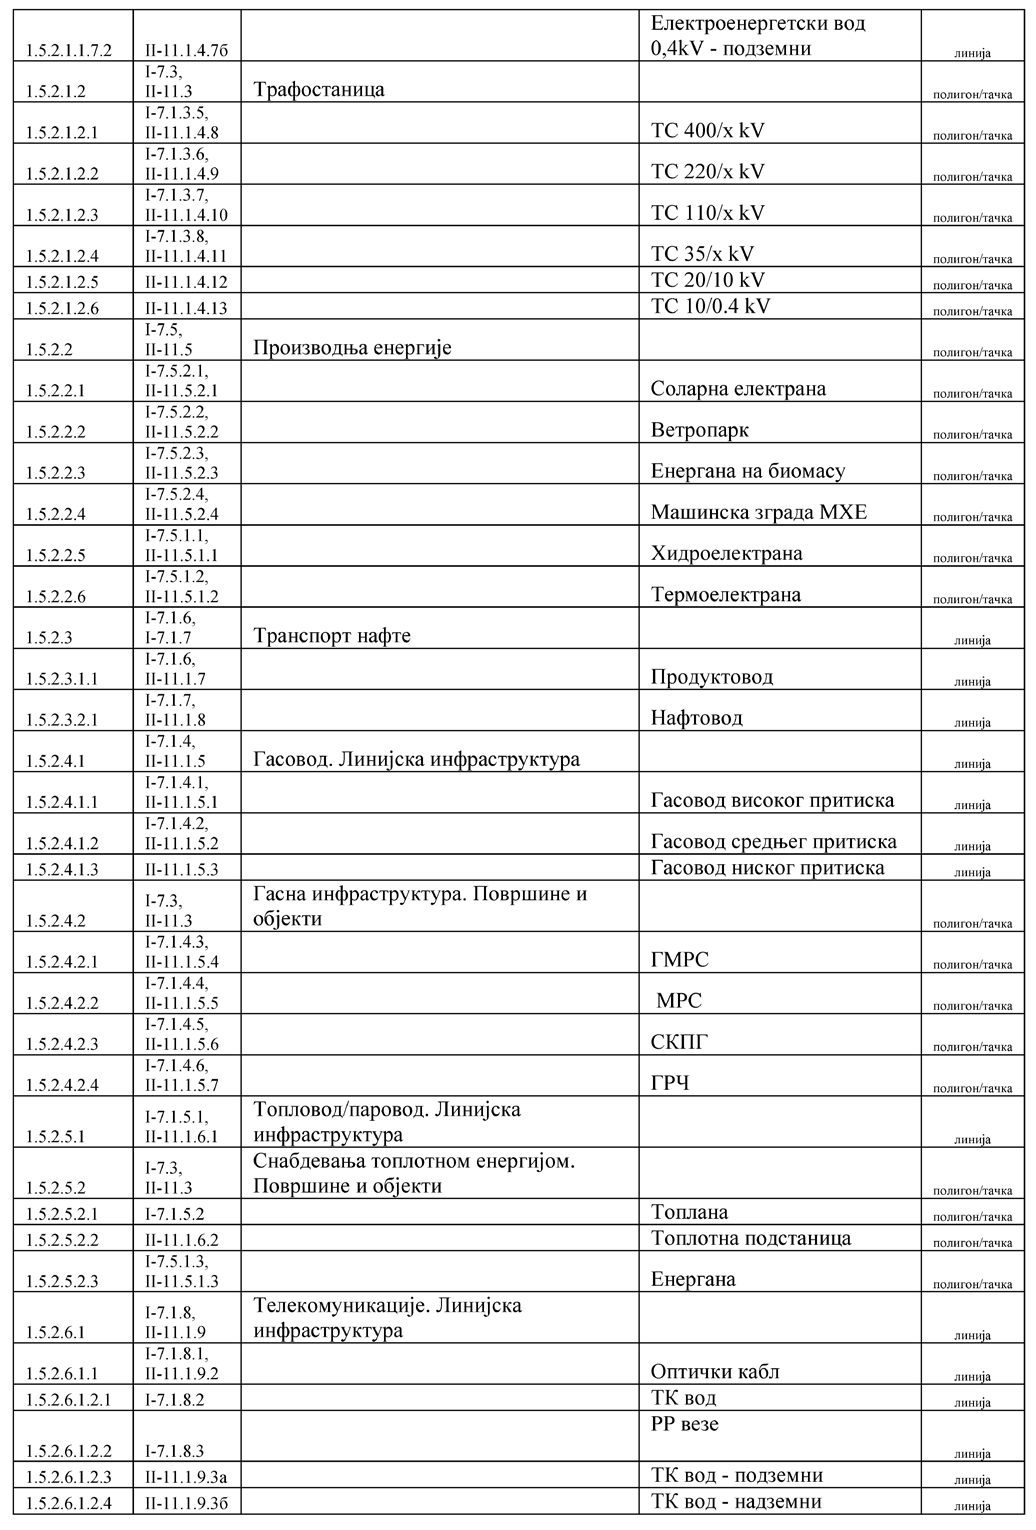 Електроенергетски вод
1.5.2.1.1.7.2 II-11.1.4.7б 0,4kV - подземни линија
I-7.3,
1.5.2.1.2 II-11.3 Трафостаница полигон/тачка
I-7.1.3.5,
1.5.2.1.2.1 II-11.1.4.8 ТС 400/x kV полигон/тачка
I-7.1.3.6,
1.5.2.1.2.2 II-11.1.4.9 ТС 220/x kV полигон/тачка
I-7.1.3.7,
1.5.2.1.2.3 II-11.1.4.10 ТС 110/x kV полигон/тачка
I-7.1.3.8,
1.5.2.1.2.4 II-11.1.4.11 ТС 35/x kV полигон/тачка
1.5.2.1.2.5 II-11.1.4.12 ТС 20/10 kV полигон/тачка
1.5.2.1.2.6 II-11.1.4.13 ТС 10/0.4 kV полигон/тачка
I-7.5,
1.5.2.2 II-11.5 Производња енергије полигон/тачка
I-7.5.2.1,
1.5.2.2.1 II-11.5.2.1 Соларна електрана полигон/тачка
I-7.5.2.2,
1.5.2.2.2 II-11.5.2.2 Ветропарк полигон/тачка
I-7.5.2.3,
1.5.2.2.3 II-11.5.2.3 Енергана на биомасу полигон/тачка
I-7.5.2.4,
1.5.2.2.4 II-11.5.2.4 Машинска зграда МХЕ полигон/тачка
I-7.5.1.1,
1.5.2.2.5 II-11.5.1.1 Хидроелектрана полигон/тачка
I-7.5.1.2,
1.5.2.2.6 II-11.5.1.2 Термоелектрана полигон/тачка
I-7.1.6,
1.5.2.3 I-7.1.7 Транспорт нафте линија
I-7.1.6,
1.5.2.3.1.1 II-11.1.7 Продуктовод линија
I-7.1.7,
1.5.2.3.2.1 II-11.1.8 Нафтовод линија
I-7.1.4,
1.5.2.4.1 II-11.1.5 Гасовод. Линијска инфраструктура линија
I-7.1.4.1,
1.5.2.4.1.1 II-11.1.5.1 Гасовод високог притиска линија
I-7.1.4.2,
1.5.2.4.1.2 II-11.1.5.2 Гасовод средњег притиска линија
1.5.2.4.1.3 II-11.1.5.3 Гасовод ниског притиска линија
I-7.3, Гасна инфраструктура. Површине и
1.5.2.4.2 II-11.3 објекти полигон/тачка
I-7.1.4.3,
1.5.2.4.2.1 II-11.1.5.4 ГМРС полигон/тачка
I-7.1.4.4,
1.5.2.4.2.2 II-11.1.5.5 МРС полигон/тачка
I-7.1.4.5,
1.5.2.4.2.3 II-11.1.5.6 СКПГ полигон/тачка
I-7.1.4.6,
1.5.2.4.2.4 II-11.1.5.7 ГРЧ полигон/тачка
I-7.1.5.1, Топловод/паровод. Линијска
1.5.2.5.1 II-11.1.6.1 инфраструктура линија
I-7.3, Снабдевања топлотном енергијом.
1.5.2.5.2 II-11.3 Површине и објекти полигон/тачка
1.5.2.5.2.1 I-7.1.5.2 Топлана полигон/тачка
1.5.2.5.2.2 II-11.1.6.2 Топлотна подстаница полигон/тачка
I-7.5.1.3,
1.5.2.5.2.3 II-11.5.1.3 Енергана полигон/тачка
I-7.1.8, Телекомуникације. Линијска
1.5.2.6.1 II-11.1.9 инфраструктура линија
I-7.1.8.1,
1.5.2.6.1.1 II-11.1.9.2 Оптички кабл линија
1.5.2.6.1.2.1 I-7.1.8.2 ТК вод линија
РР везе
1.5.2.6.1.2.2 I-7.1.8.3 линија
1.5.2.6.1.2.3 II-11.1.9.3а ТК вод - подземни линија
1.5.2.6.1.2.4 II-11.1.9.3б ТК вод - надземни линија